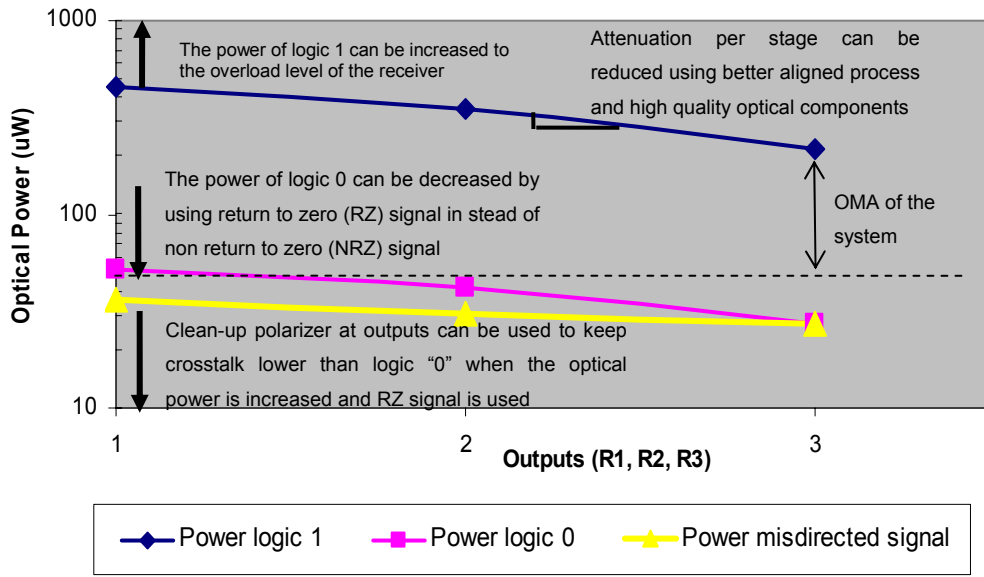 1000
The power of logic 1 can be increased to
the overload level of the receiver
Attenuation per stage can be
reduced using better aligned process
and high quality optical components
Optical Power (uW)
The power of logic 0 can be decreased by
using return to zero (RZ) signal in stead of
non return to zero (NRZ) signal
OMA of the
system
100
Clean-up polarizer at outputs can be used to keep
crosstalk lower than logic “0” when the optical
power is increased and RZ signal is used
10
1
2
3
Outputs (R1, R2, R3)
Power logic 1
Power logic 0
Power misdirected signal